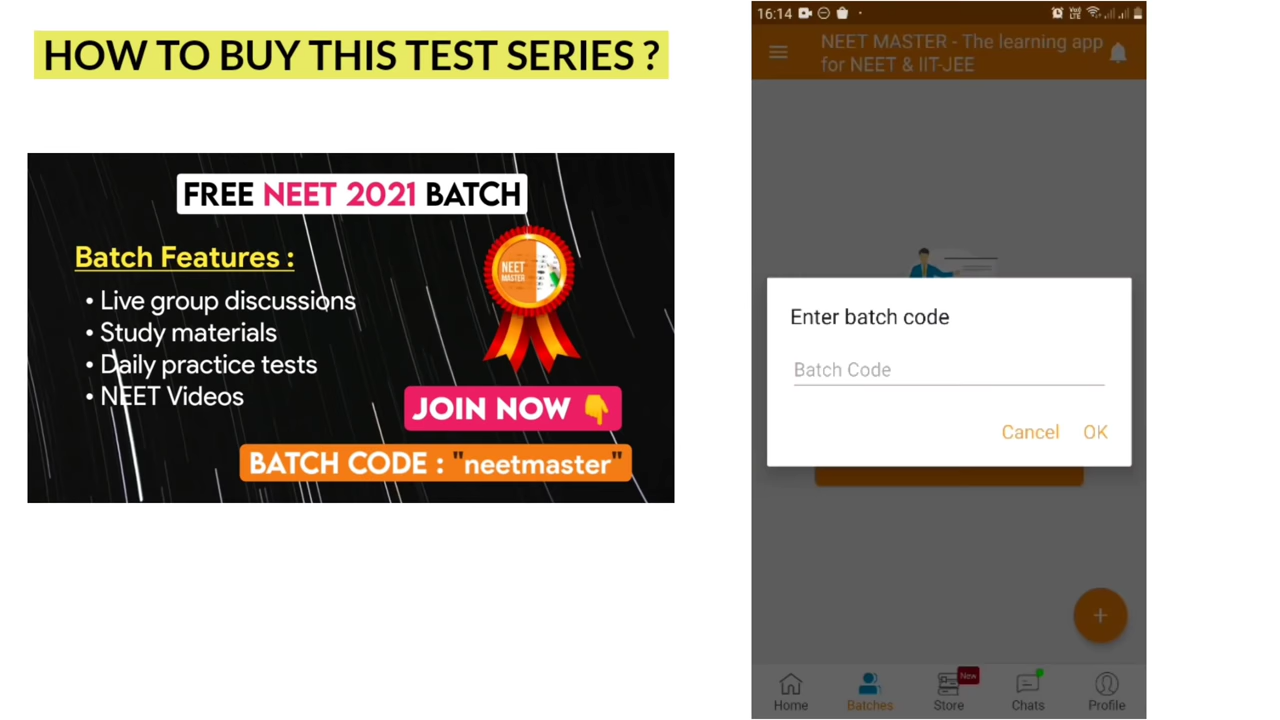 HOW TO BUY THIS TEST SERIES ?
FREE NEET 2021 BATCH
Batch Features :
• Live group discussions
• Study materials
• Daily practice tests
• NEET Videos
NEET
MASTER
JOIN NOW 👇
BATCH CODE : "neetmaster"
16:14
NEET MASTER - The learning app
for NEET & IIT-JEE
Enter batch code
Batch Code
Cancel OK
+
New
Home Batches Store Chats Profile